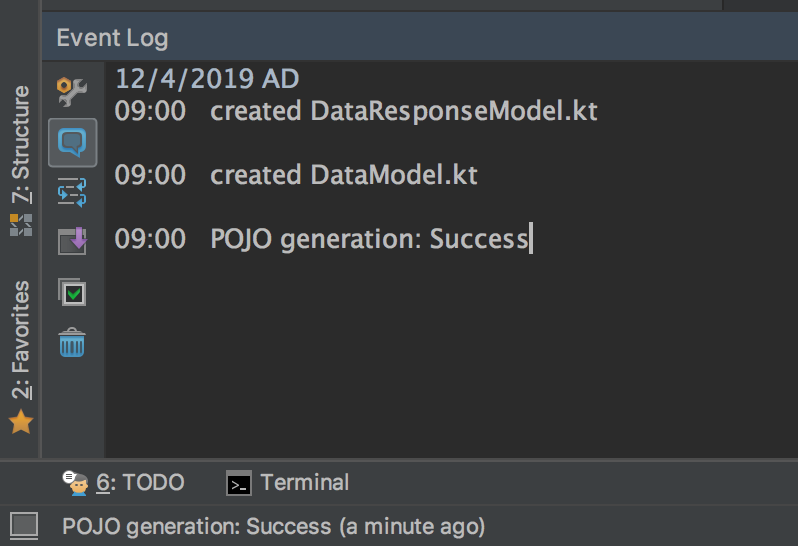 Event Log
12/4/2019 AD
09:00 created DataResponseModel.kt
09:00 created DataModel.kt
09:00 POJO generation: Success
7: Structure
2: Favorites
6: TODO
Terminal
POJO generation: Success (a minute ago)